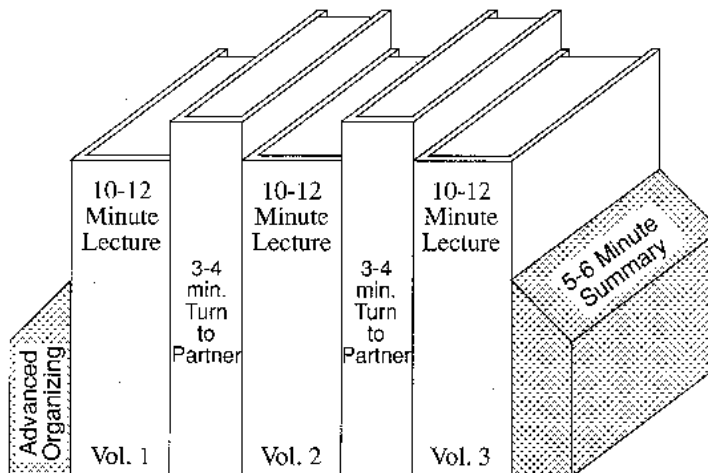 Advanced
Organizing
10-12
Minute
Lecture
Vol. 1
3-4
min.
Turn
to
Partner
10-12
Minute
Lecture
Vol. 2
3-4
min.
Turn
to
Partner
10-12
Minute
Lecture
Vol. 3
5-6 Minute
Summary